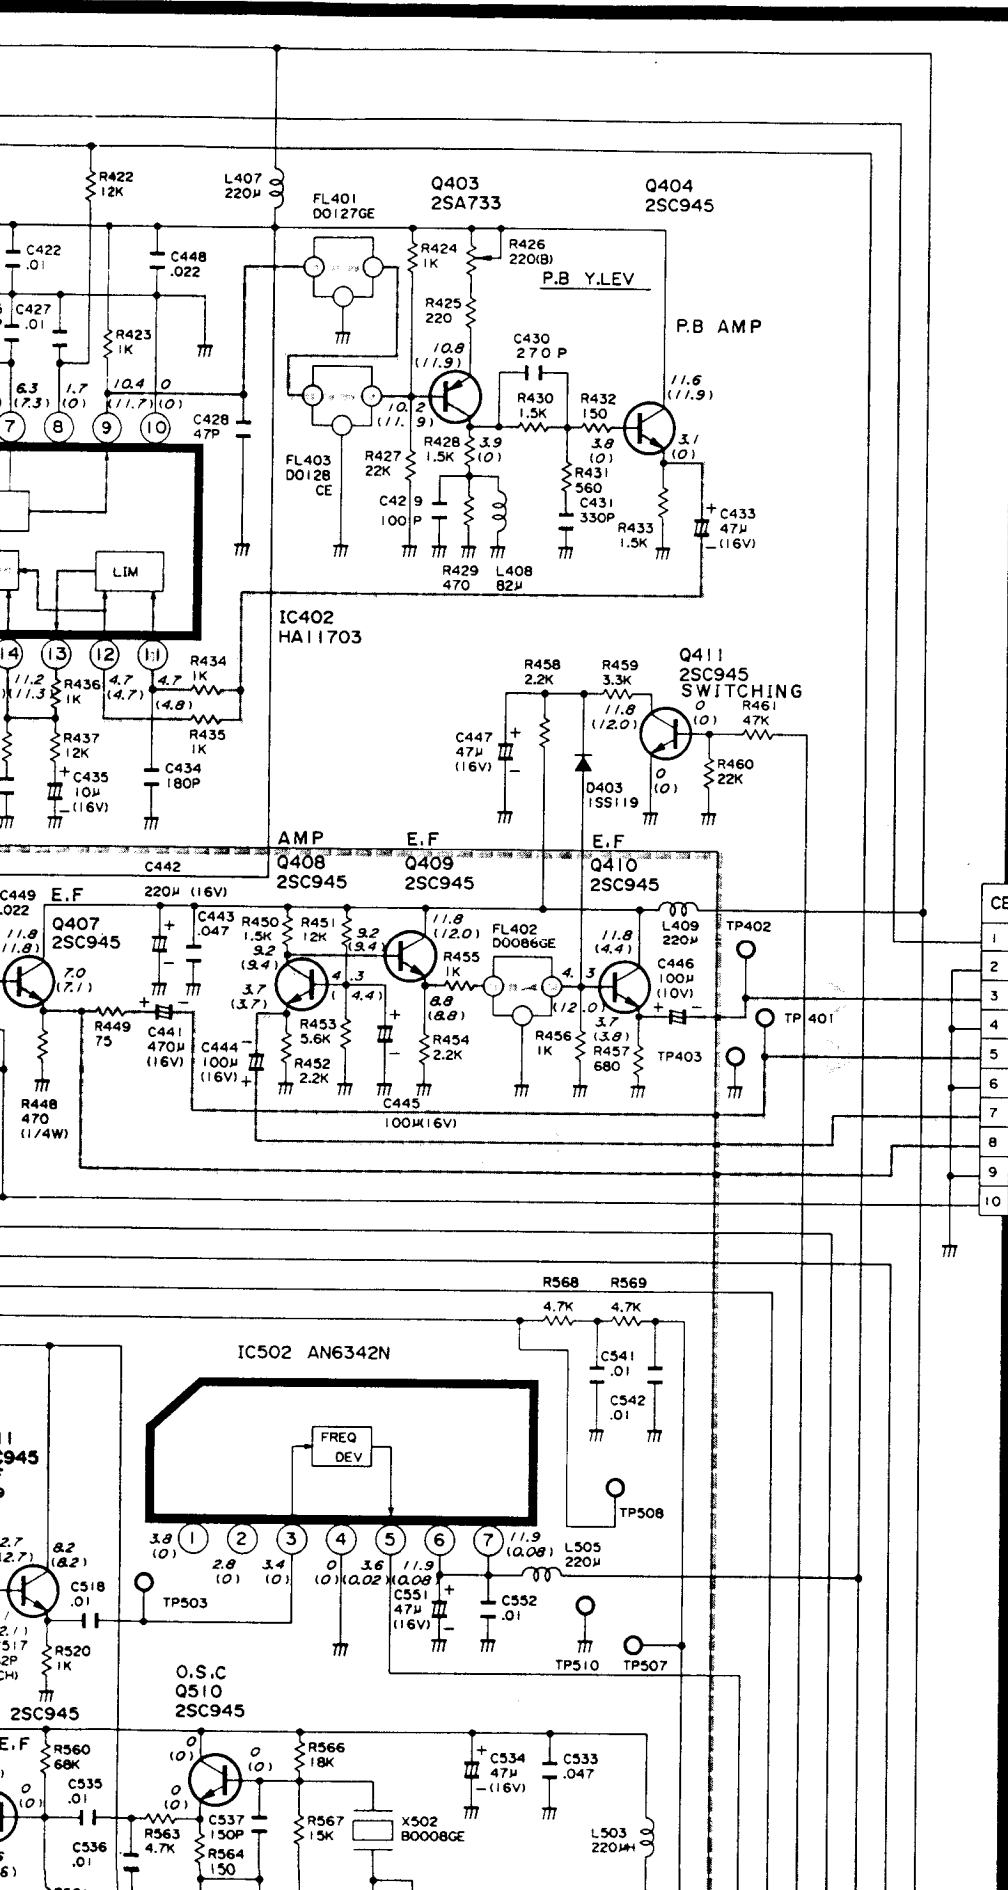 R422
12K
L407
220μ
FL401
D0127GE
Q403
2SA733
Q404
2SC945
C422
.01
C448
.022
R424
1K
R426
220(B)
P.B Y.LEV
C427
.01
R425
220
R423
1K
P.B AMP
C430
270P
10.8
(11.9)
6.3
(7.3)
1.7
(0)
10.4
(11.7)
0
(0)
11.6
(11.9)
R430
1.5K
R432
150
10.2
(11.9)
7
8
9
10
C428
47P
R428
1.5K
3.9
(0)
3.8
(0)
3.1
(0)
FL403
D0128
CE
R427
22K
R431
560
C429
100P
C431
330P
R433
1.5K
+
C433
47μ
-(16V)
LIM
R429
470
L408
82μ
IC402
HA11703
14
13
12
11
R434
1K
11.2
(11.3)
R436
1K
4.7
(4.7)
4.7
(4.8)
R435
1K
R437
12K
+
C435
10μ
-(16V)
C434
180P
R458
2.2K
R459
3.3K
Q411
2SC945
SWITCHING
11.8
(12.0)
0
(0)
R461
47K
C447
47μ
(16V)
+
-
D403
1SS119
0
(0)
R460
22K
AMP
Q408
2SC945
E.F
Q409
2SC945
E.F
Q410
2SC945
C442
220μ (16V)
C449
.022
E.F
Q407
2SC945
11.8
(11.8)
7.0
(7.1)
+
-
C443
.047
R450
1.5K
R451
12K
9.2
(9.4)
9.2
(9.4)
11.8
(12.0)
FL402
D0086GE
11.8
(4.4)
L409
220μ
TP402
R455
1K
C446
100μ
(10V)
3.7
(3.7)
4.3
(4.4)
8.8
(8.8)
4.3
(12.0)
3.7
(3.8)
+
-
TP401
R449
75
+
-
C441
470μ
(16V)
C444
100μ
(16V)
-
+
R453
5.6K
R452
2.2K
+
-
R454
2.2K
R456
1K
R457
680
TP403
R448
470
(1/4W)
C445
100μ(16V)
1
2
3
4
5
6
7
8
9
10
R568
4.7K
R569
4.7K
IC502 AN6342N
C541
.01
C542
.01
FREQ
DEV
TP508
1
2
3
4
5
6
7
3.8
(0)
2.8
(0)
3.4
(0)
0
(0)
3.6
(0.02)
11.9
(0.08)
11.9
(0.08)
L505
220μ
8.2
(8.2)
C518
.01
TP503
C551
47μ
(16V)
+
-
C552
.01
R520
1K
TP510
TP507
2SC945
O.S.C
Q510
2SC945
E.F
R560
68K
(0)
C535
.01
0
(0)
0
(0)
0
(0)
R566
18K
+
C534
47μ
-(16V)
C533
.047
R563
4.7K
C537
150P
R567
15K
X502
B0008GE
C536
.01
R564
150
L503
220μH